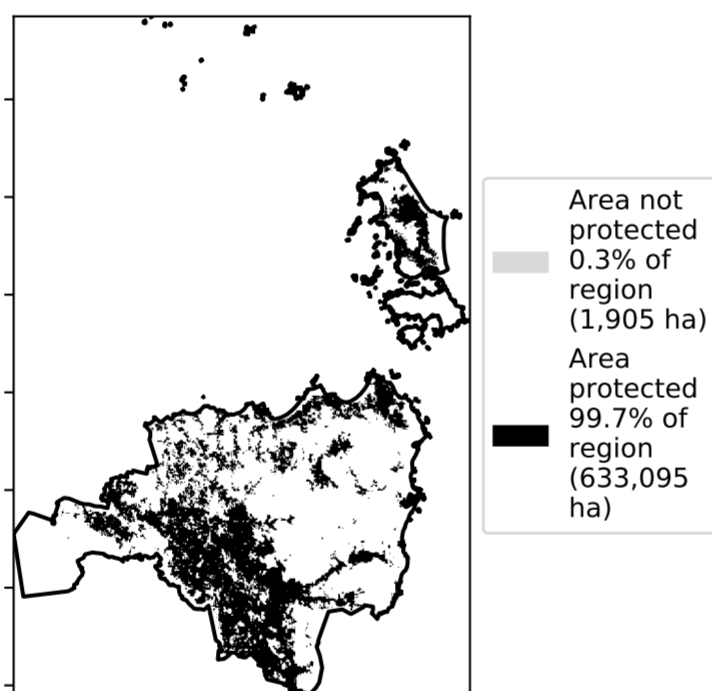 Area not
protected
0.3% of
region
(1,905 ha)
Area
protected
99.7% of
region
(633,095
ha)